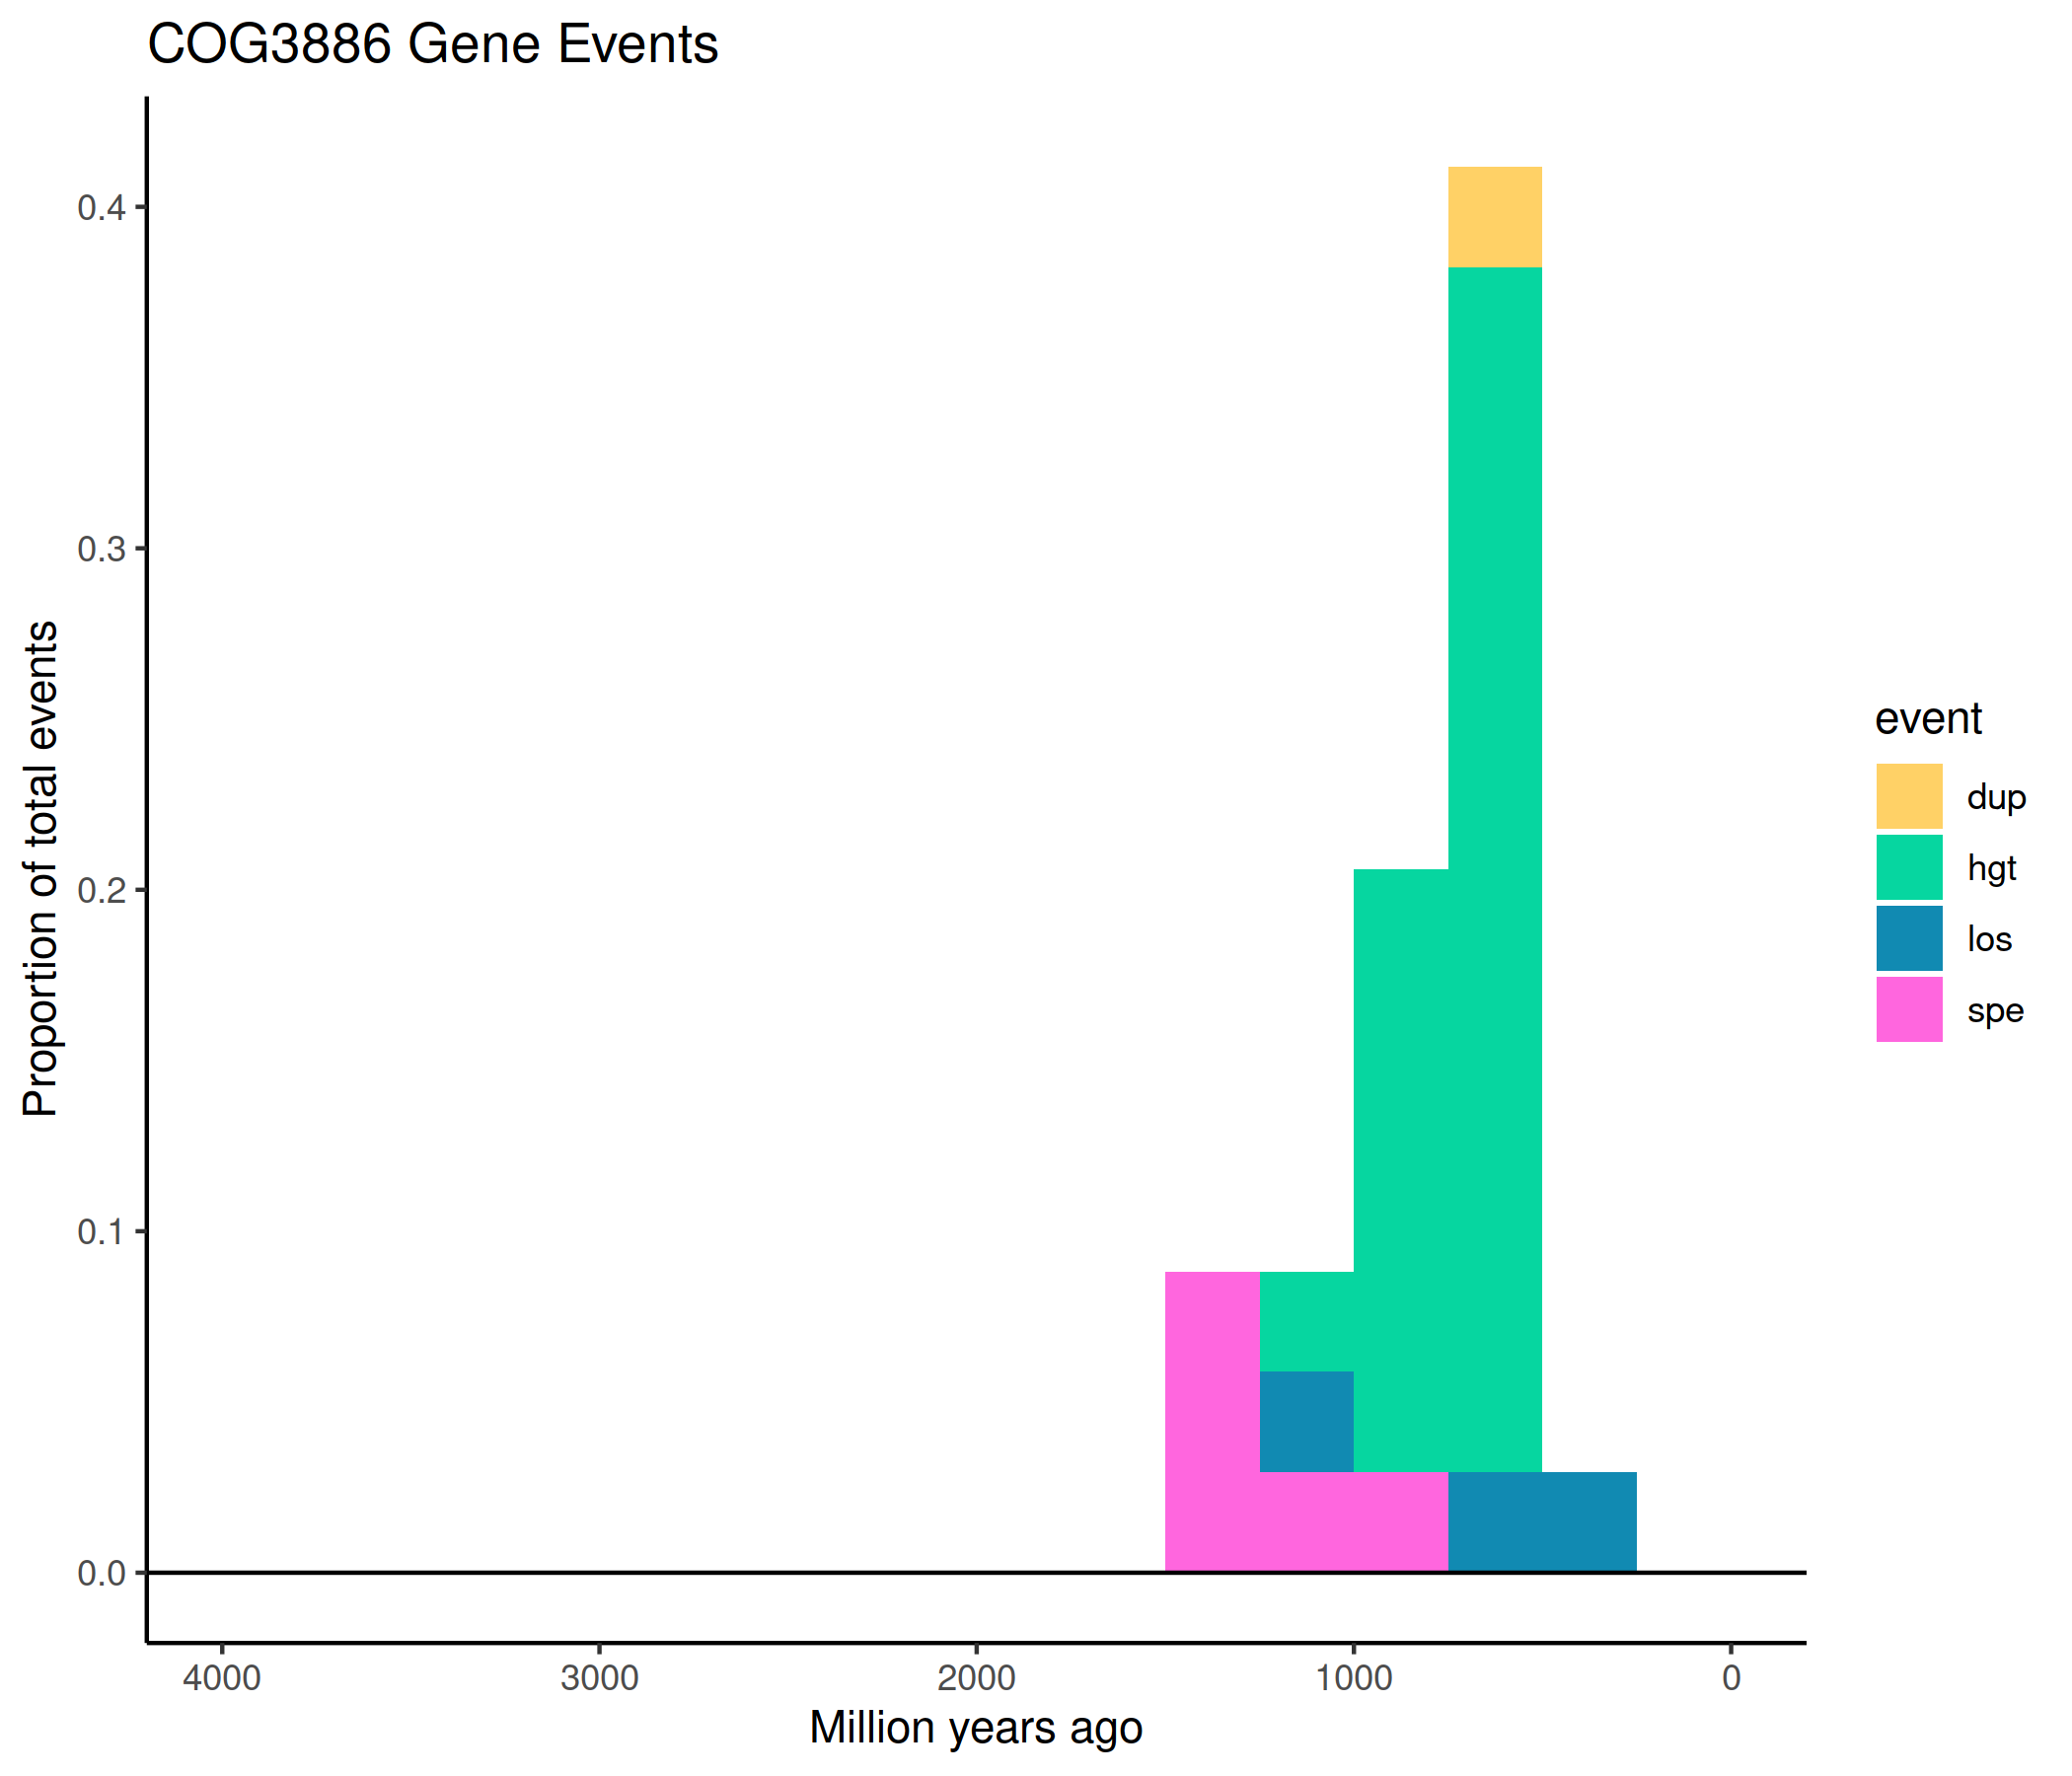 COG3886 Gene Events
Proportion of total events
0.4
0.3
0.2
0.1
0.0
4000 3000 2000 1000 0
Million years ago
event
dup
hgt
los
spe